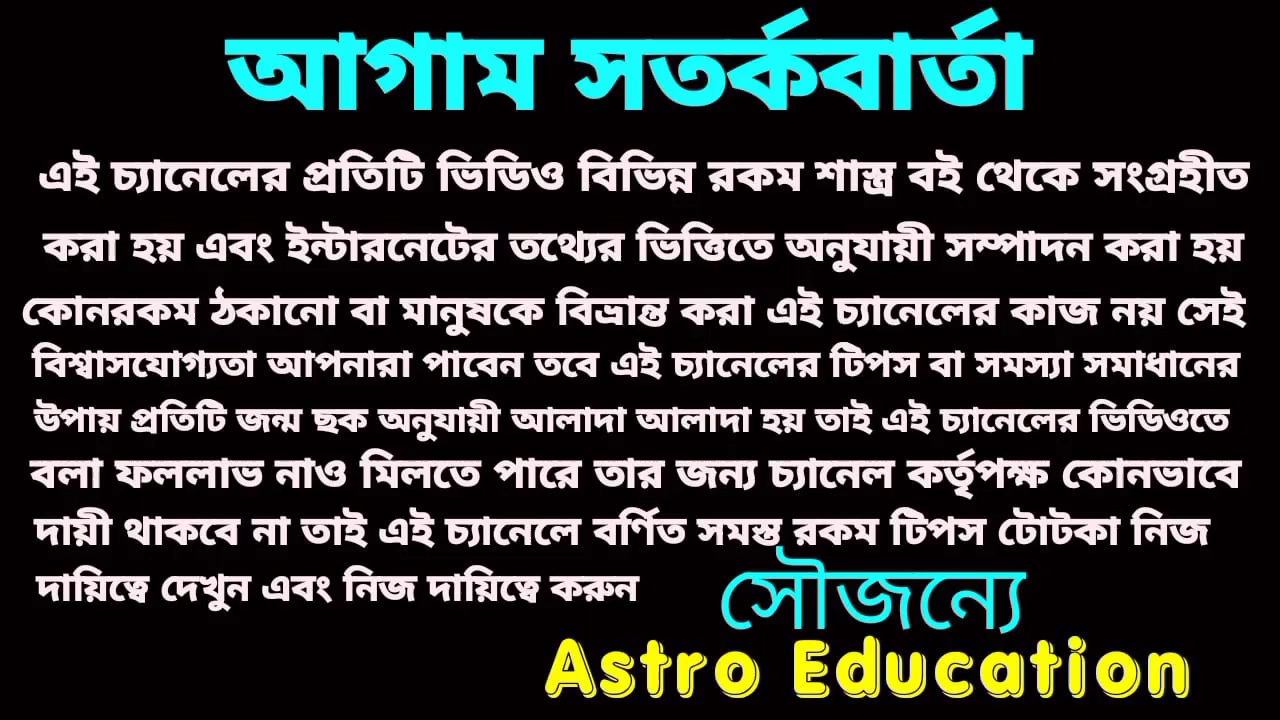 আগাম সতর্কবার্তা
এই চ্যানেলের প্রতিটি ভিডিও বিভিন্ন রকম শাস্ত্র বই থেকে সংগ্রহীত
করা হয় এবং ইন্টারনেটের তথ্যের ভিত্তিতে অনুযায়ী সম্পাদন করা হয়
কোনরকম ঠকানো বা মানুষকে বিভ্রান্ত করা এই চ্যানেলের কাজ নয় সেই
বিশ্বাসযোগ্যতা আপনারা পাবেন তবে এই চ্যানেলের টিপস বা সমস্যা সমাধানের
উপায় প্রতিটি জন্ম ছক অনুযায়ী আলাদা আলাদা হয় তাই এই চ্যানেলের ভিডিওতে
বলা ফললাভ নাও মিলতে পারে তার জন্য চ্যানেল কর্তৃপক্ষ কোনভাবে
দায়ী থাকবে না তাই এই চ্যানেলে বর্ণিত সমস্ত রকম টিপস টোটকা নিজ
দায়িত্বে দেখুন এবং নিজ দায়িত্বে করুন
সৌজন্যে
Astro Education